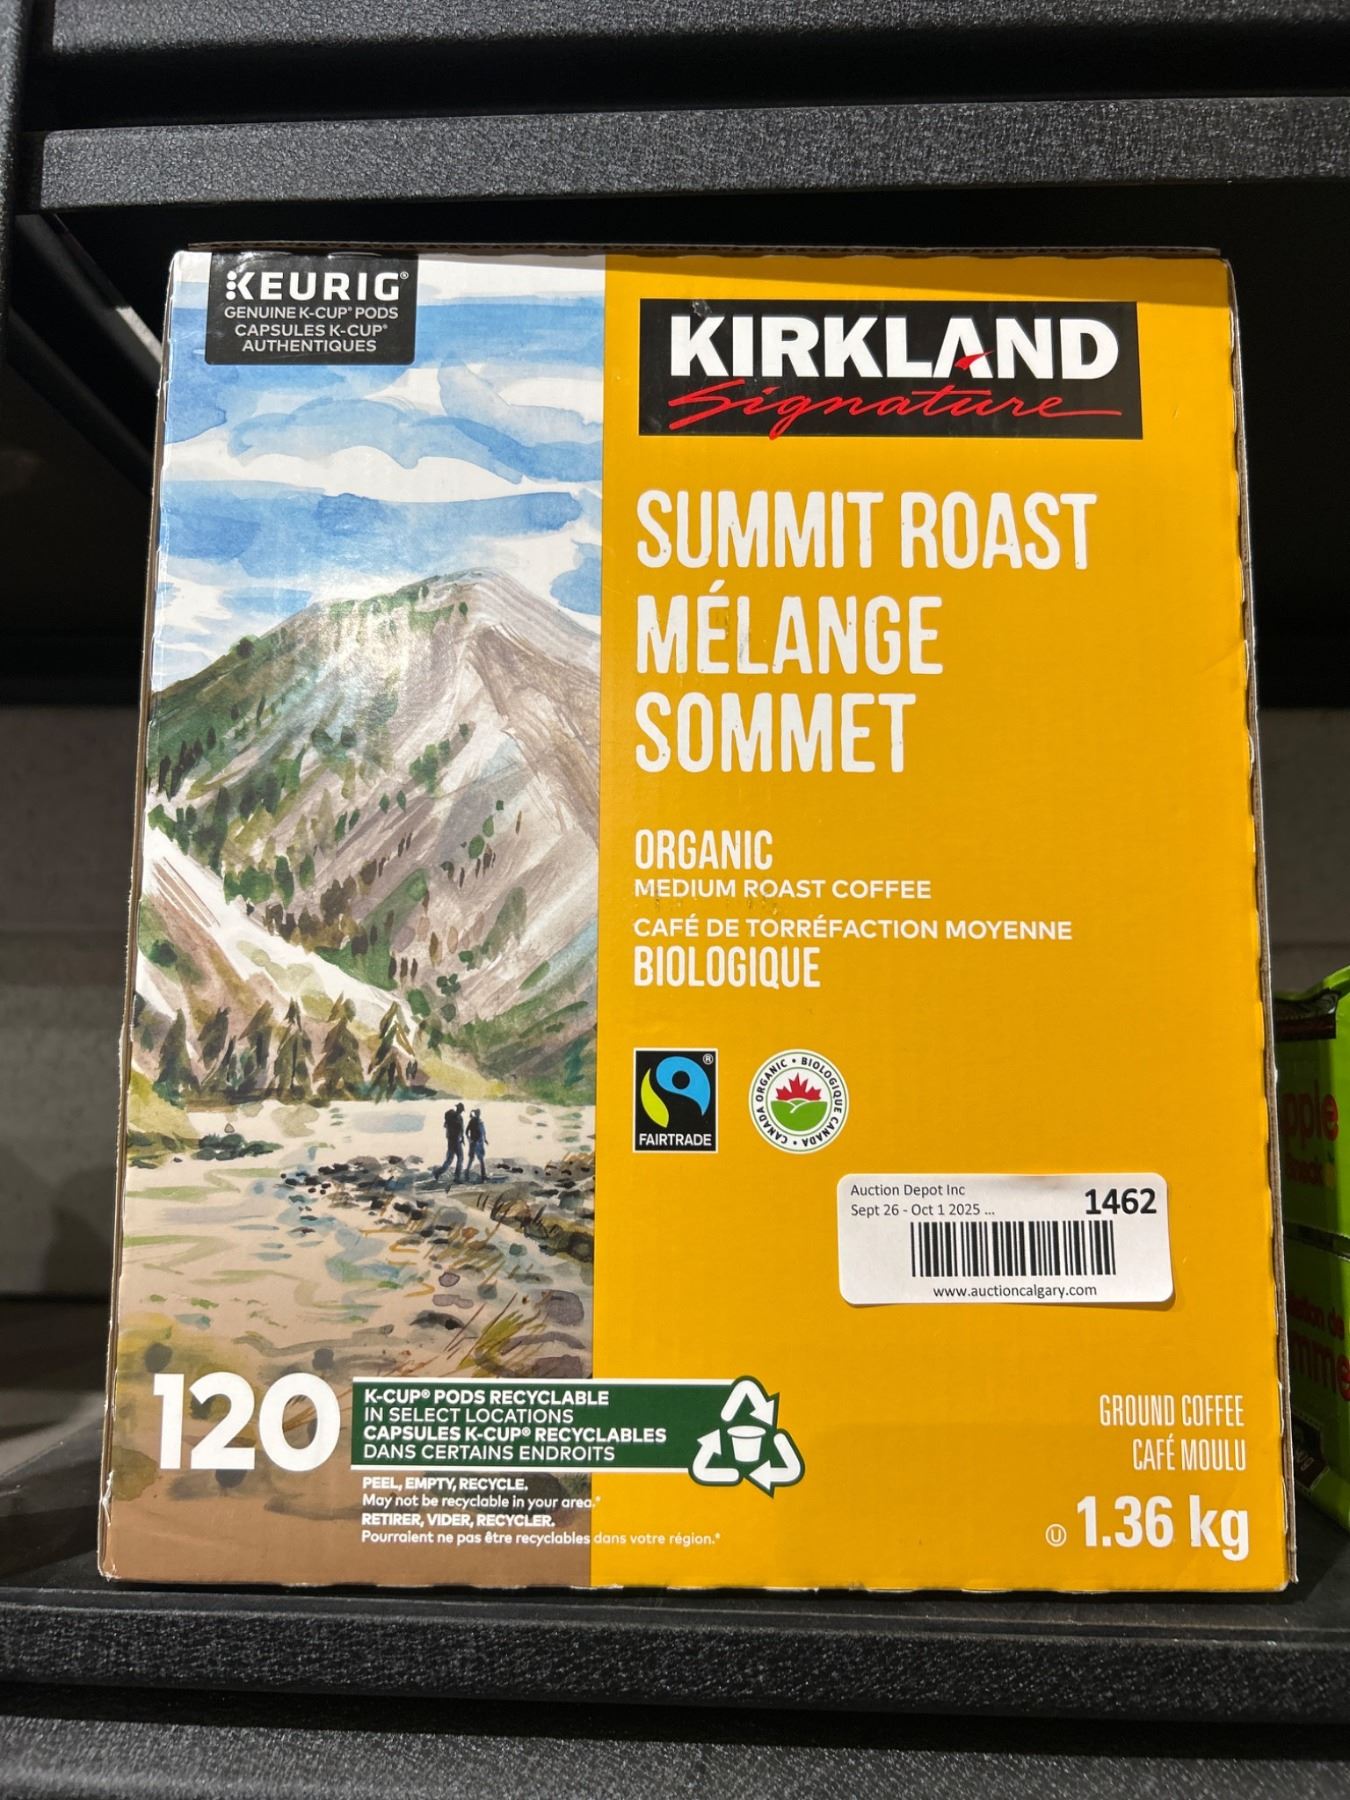 KEURIG®
GENUINE K-CUP® PODS
CAPSULES K-CUP®
AUTHENTIQUES
KIRKLAND
Signature
SUMMIT ROAST
MÉLANGE
SOMMET
ORGANIC
MEDIUM ROAST COFFEE
CAFÉ DE TORRÉFACTION MOYENNE
BIOLOGIQUE
FAIRTRADE ®
CANADA ORGANIC • BIOLOGIQUE CANADA •
Auction Depot Inc
Sept 26 - Oct 1 2025 ...
1462
www.auctioncalgary.com
120
K-CUP® PODS RECYCLABLE
IN SELECT LOCATIONS
CAPSULES K-CUP® RECYCLABLES
DANS CERTAINS ENDROITS
PEEL, EMPTY, RECYCLE.
May not be recyclable in your area.*
RETIRER, VIDER, RECYCLER.
Pourraient ne pas être recyclables dans votre région.*
GROUND COFFEE
CAFÉ MOULU
U 1.36 kg